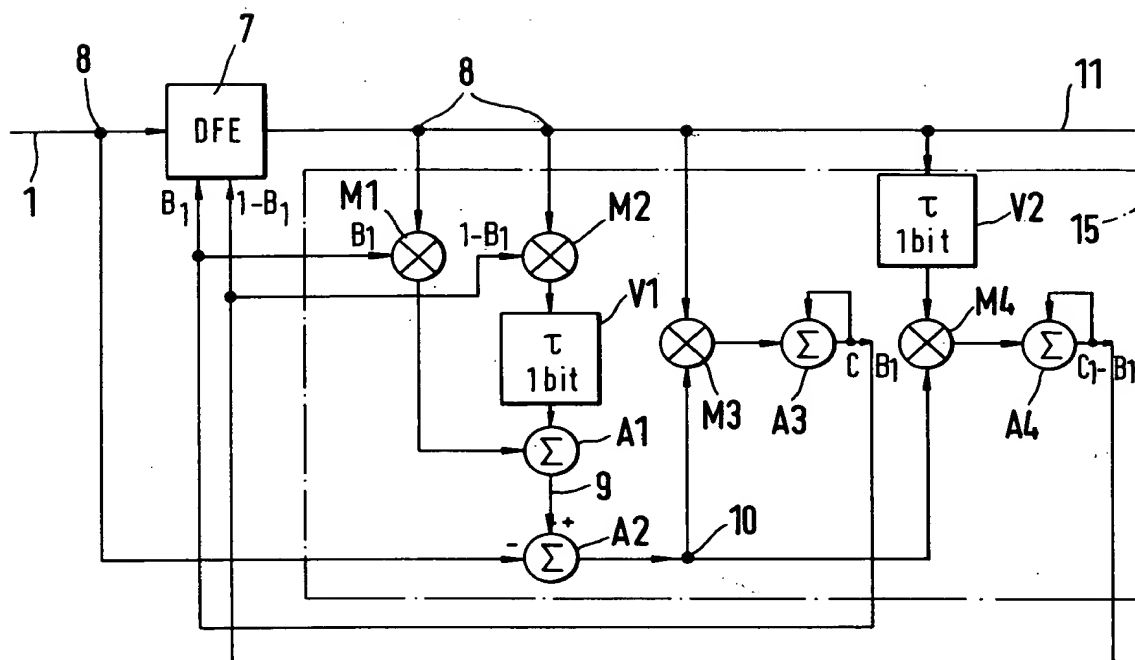 7
8
8
11
DFE
1
B₁
1-B₁
M1
B₁
1-B₁
M2
τ
1bit
V2
15
V1
τ
1bit
M3
Σ
C
B₁
A3
M4
Σ
C₁-B₁
A4
Σ
A1
9
+
-
Σ
A2
10